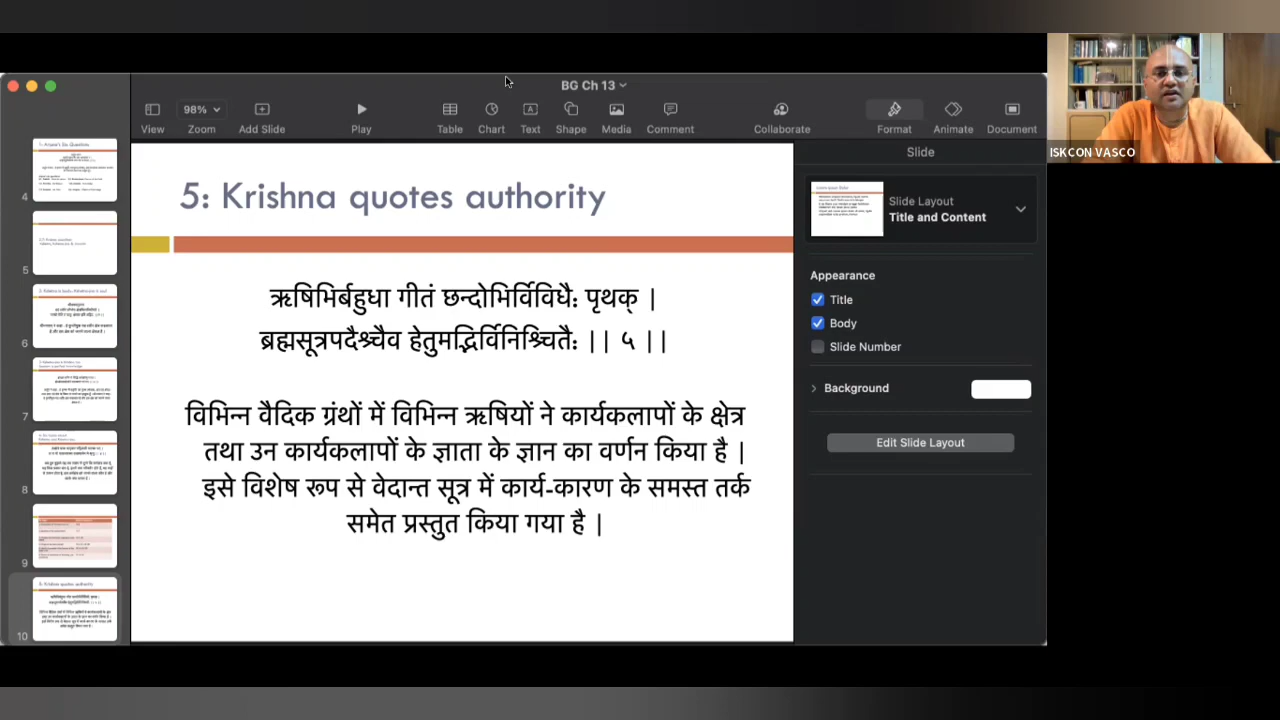 BG Ch 13
98%
View
Zoom
Add Slide
Play
Table
Chart
Text
Shape
Media
Comment
Collaborate
Format
Animate
Document
ISKCON VASCO
4
5
6
7
8
9
10
5: Krishna quotes authority
ऋषिभिर्बहुधा गीतं छन्दोभिर्विविधैः पृथक् |
ब्रह्मसूत्रपदैश्र्चैव हेतुमद्भिर्विनिश्र्चितैः || ५ ||
विभिन्न वैदिक ग्रंथों में विभिन्न ऋषियों ने कार्यकलापों के क्षेत्र
तथा उन कार्यकलापों के ज्ञाता के ज्ञान का वर्णन किया है |
इसे विशेष रूप से वेदान्त सूत्र में कार्य-कारण के समस्त तर्क
समेत प्रस्तुत किया गया है |
Slide
Slide Layout
Title and Content
Appearance
Title
Body
Slide Number
Background
Edit Slide Layout